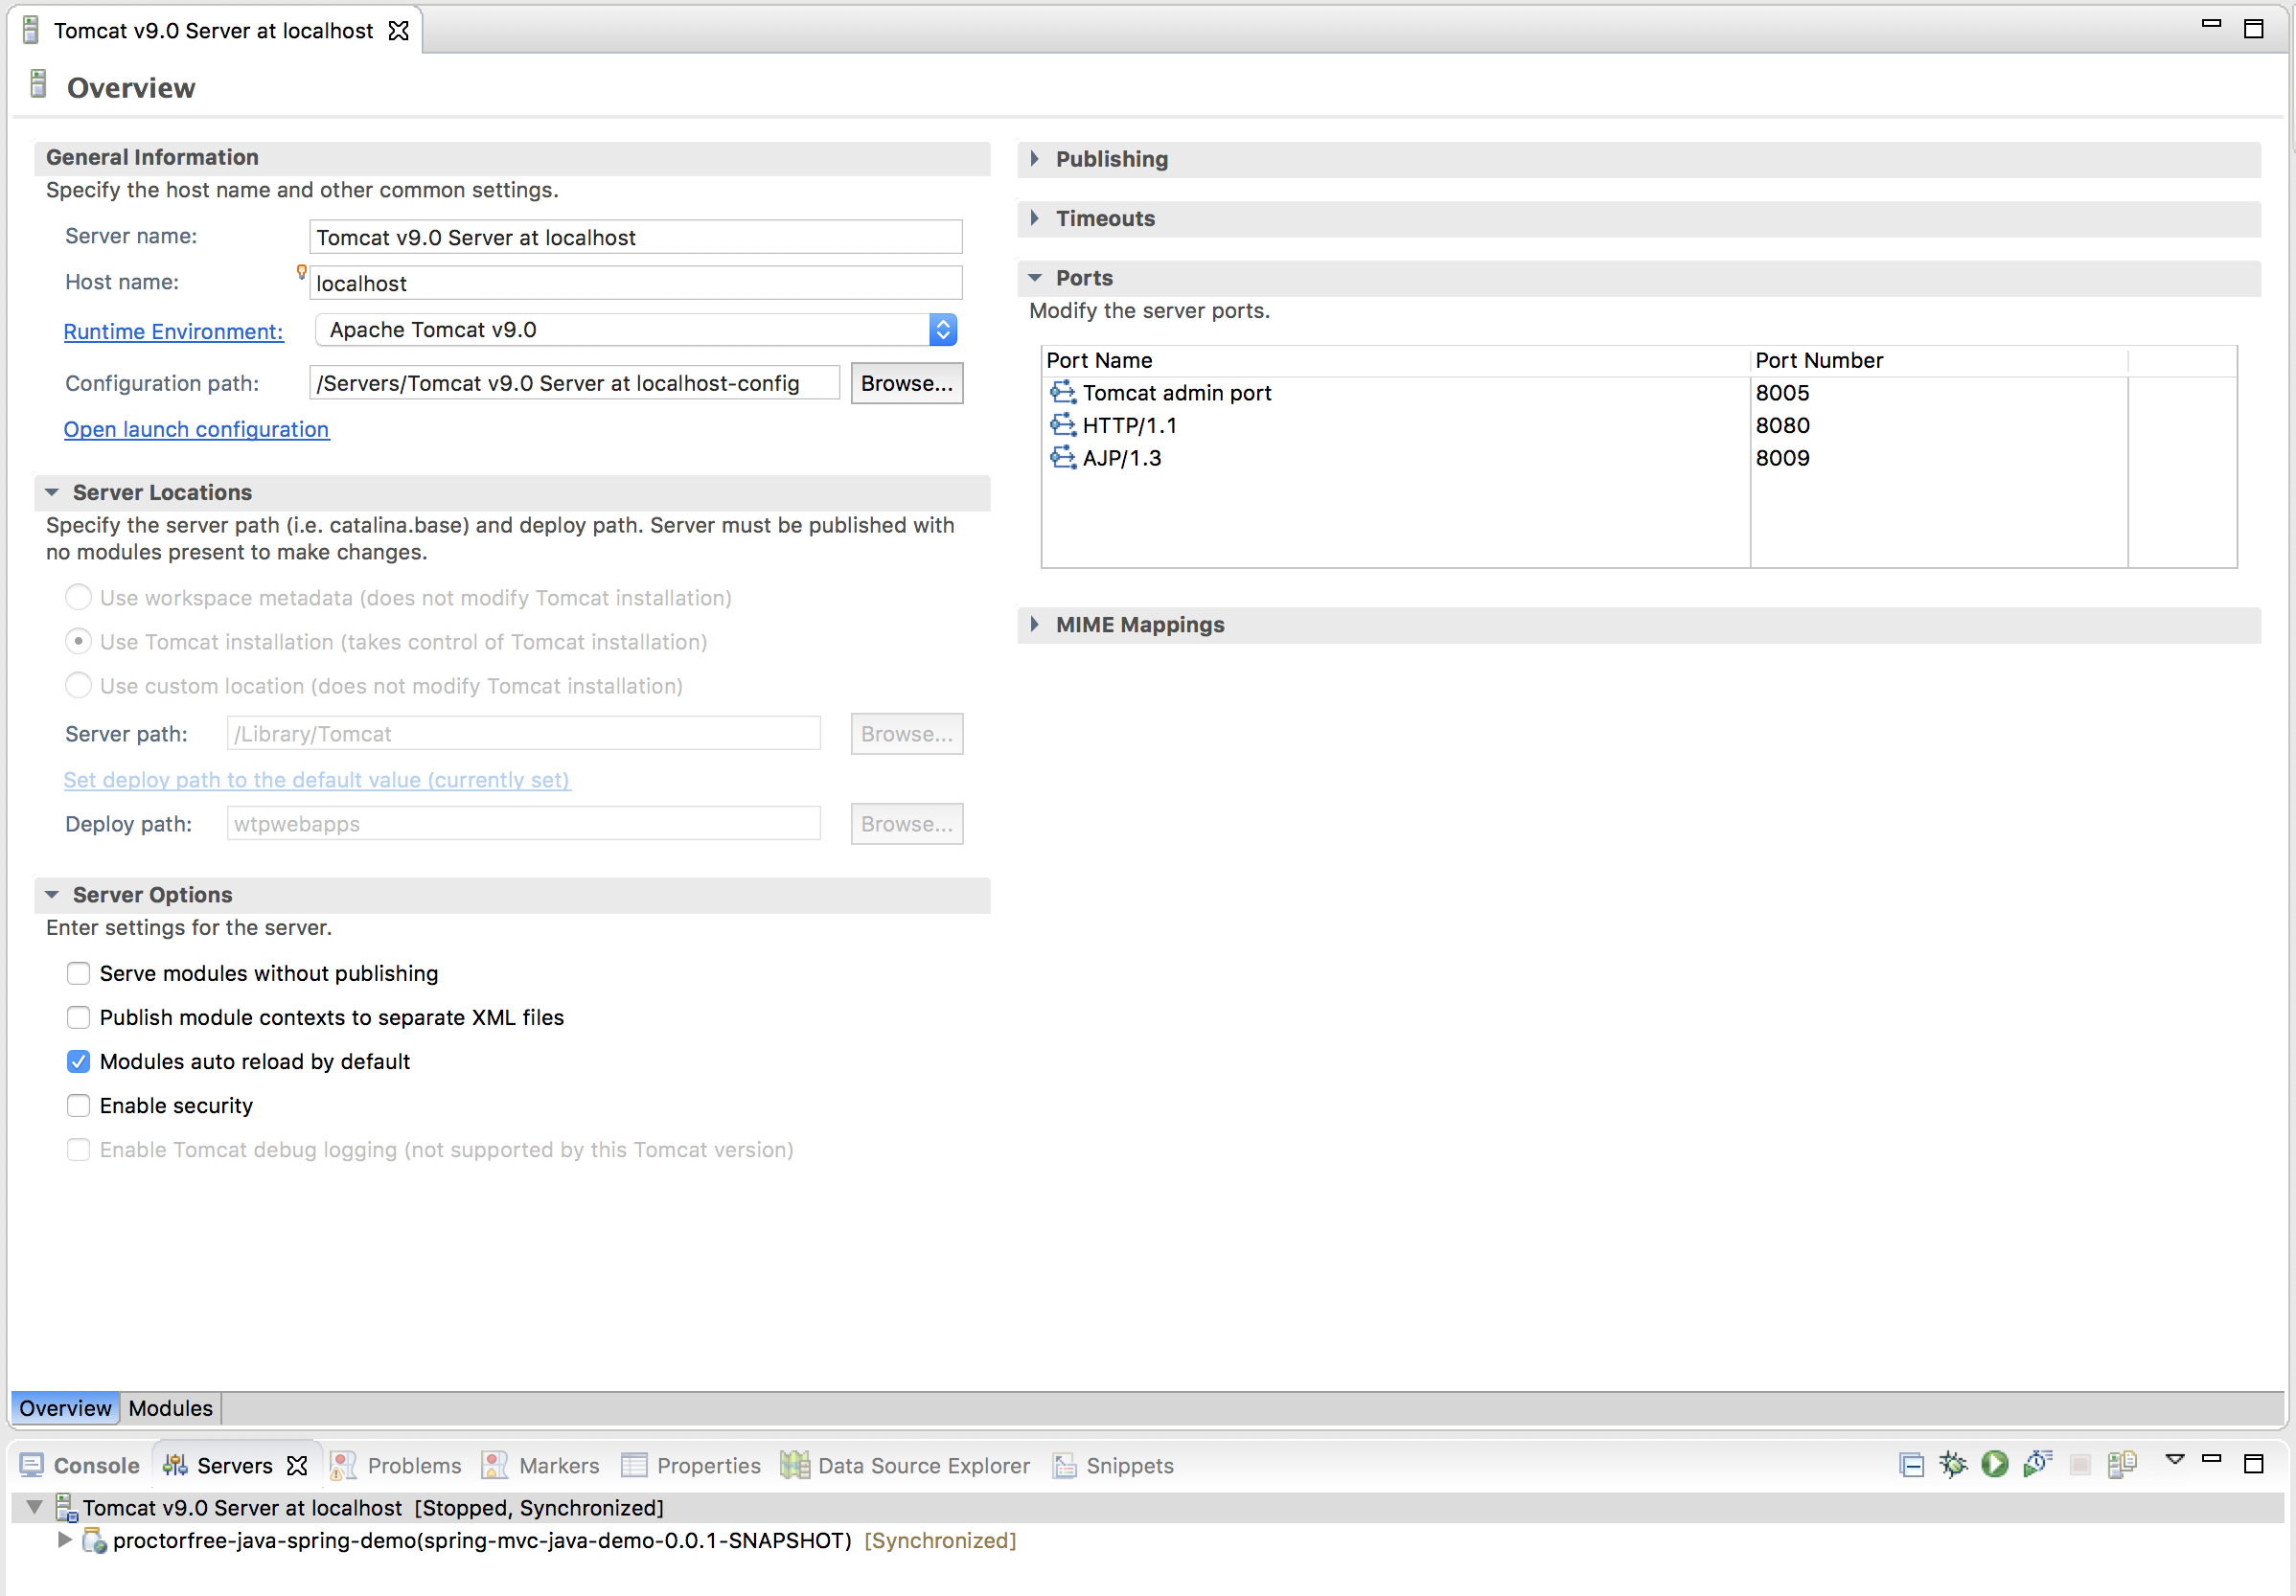 Tomcat v9.0 Server at localhost
Overview
General Information
Specify the host name and other common settings.
Server name: Tomcat v9.0 Server at localhost
Host name: localhost
Runtime Environment: Apache Tomcat v9.0
Configuration path: /Servers/Tomcat v9.0 Server at localhost-config Browse...
Open launch configuration
Server Locations
Specify the server path (i.e. catalina.base) and deploy path. Server must be published with
no modules present to make changes.
Use workspace metadata (does not modify Tomcat installation)
Use Tomcat installation (takes control of Tomcat installation)
Use custom location (does not modify Tomcat installation)
Server path: /Library/Tomcat Browse...
Set deploy path to the default value (currently set)
Deploy path: wtpwebapps Browse...
Server Options
Enter settings for the server.
Serve modules without publishing
Publish module contexts to separate XML files
Modules auto reload by default
Enable security
Enable Tomcat debug logging (not supported by this Tomcat version)
Publishing
Timeouts
Ports
Modify the server ports.
Port Name Port Number
Tomcat admin port 8005
HTTP/1.1 8080
AJP/1.3 8009
MIME Mappings
Overview Modules
Console Servers Problems Markers Properties Data Source Explorer Snippets
Tomcat v9.0 Server at localhost [Stopped, Synchronized]
proctorfree-java-spring-demo(spring-mvc-java-demo-0.0.1-SNAPSHOT) [Synchronized]